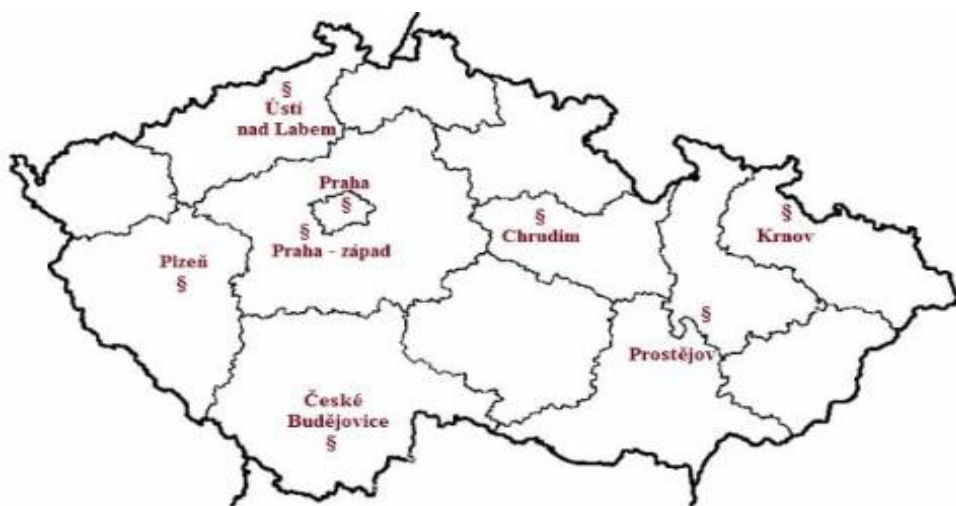 §
Ústí
nad Labem
Praha
§
§
Praha - západ
§
Chrudim
§
Krnov
Plzeň
§
§
Prostějov
České
Budějovice
§